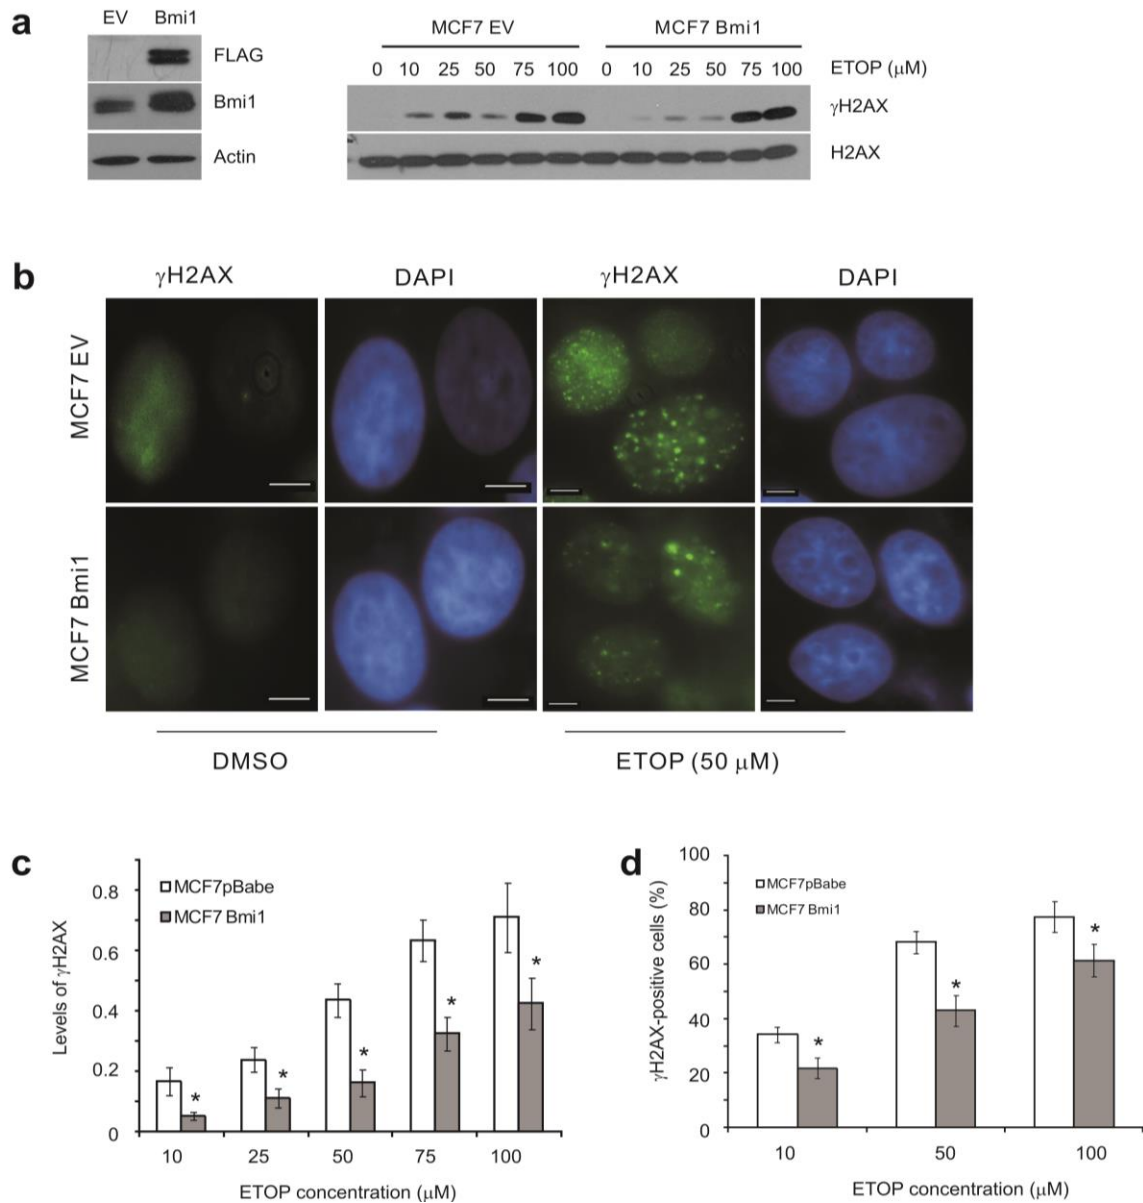 a
EV Bmi1
FLAG
Bmi1
Actin
MCF7 EV MCF7 Bmi1
0 10 25 50 75 100 0 10 25 50 75 100 ETOP (μM)
γH2AX
H2AX
b
γH2AX DAPI γH2AX DAPI
MCF7 EV
MCF7 Bmi1
DMSO ETOP (50 μM)
c
Levels of γH2AX
0.8
0.6
0.4
0.2
0
MCF7pBabe
MCF7 Bmi1
* * * * *
10 25 50 75 100
ETOP concentration (μM)
d
γH2AX-positive cells (%)
100
80
60
40
20
0
MCF7pBabe
MCF7 Bmi1
* * *
10 50 100
ETOP concentration (μM)